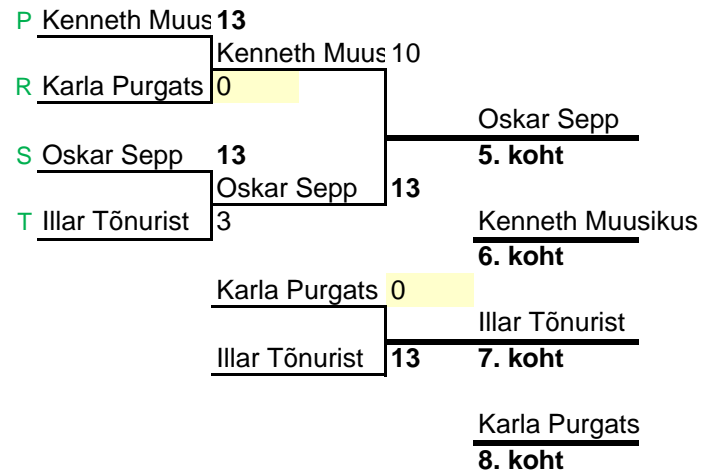 P Kenneth Muus 13
Kenneth Muus 10
R Karla Purgats 0
Oskar Sepp
S Oskar Sepp 13 5. koht
Oskar Sepp 13
T Illar Tõnurist 3 Kenneth Muusikus
6. koht
Karla Purgats 0
Illar Tõnurist
Illar Tõnurist 13 7. koht
Karla Purgats
8. koht